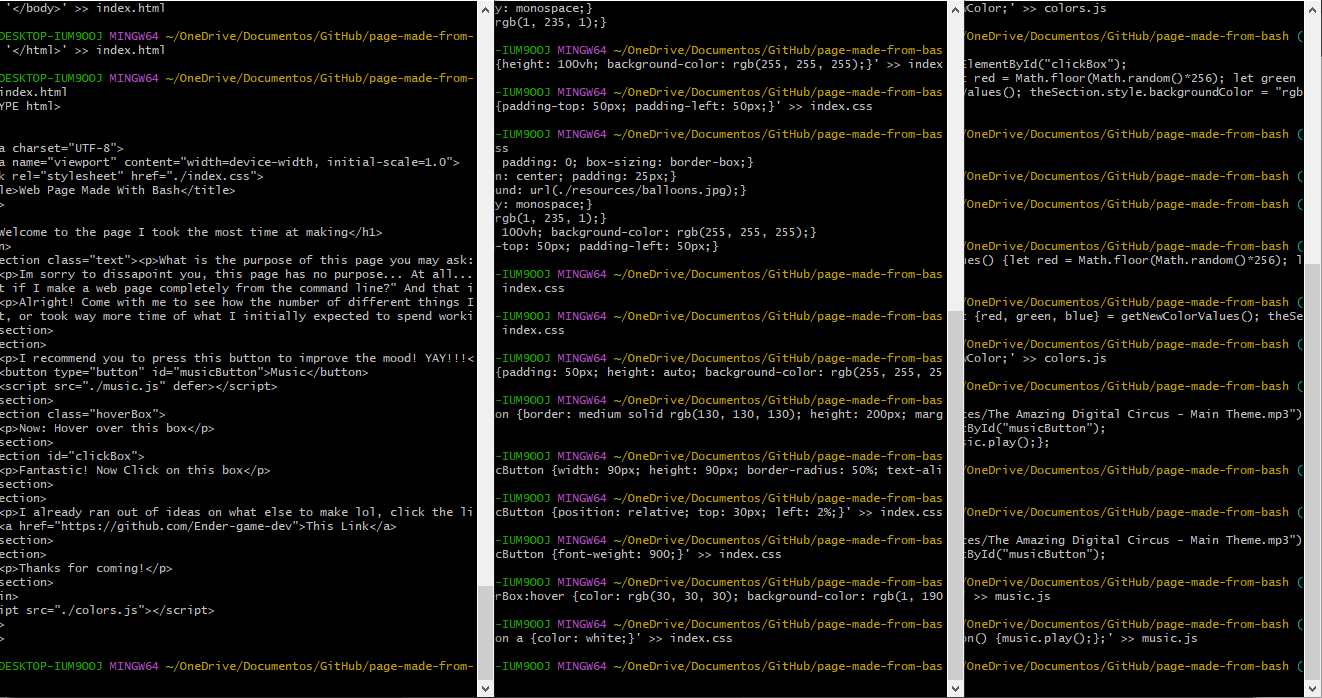 '</body>' >> index.html
DESKTOP-IUM9OOJ MINGW64 ~/OneDrive/Documentos/GitHub/page-made-from-
'</html>' >> index.html
DESKTOP-IUM9OOJ MINGW64 ~/OneDrive/Documentos/GitHub/page-made-from-
index.html
YPE html>
a charset="UTF-8">
a name="viewport" content="width=device-width, initial-scale=1.0">
k rel="stylesheet" href="./index.css">
le>Web Page Made With Bash</title>
>
Welcome to the page I took the most time at making</h1>
n>
ection class="text"><p>What is the purpose of this page you may ask:
<p>Im sorry to dissapoint you, this page has no purpose... At all...
t if I make a web page completely from the command line?" And that i
<p>Alright! Come with me to see how the number of different things I
t, or took way more time of what I initially expected to spend worki
section>
ection>
<p>I recommend you to press this button to improve the mood! YAY!!!<
<button type="button" id="musicButton">Music</button>
<script src="./music.js" defer></script>
section>
ection class="hoverBox">
<p>Now: Hover over this box</p>
section>
ection id="clickBox">
<p>Fantastic! Now Click on this box</p>
section>
ection>
<p>I already ran out of ideas on what else to make lol, click the li
<a href="https://github.com/Ender-game-dev">This Link</a>
section>
ection>
<p>Thanks for coming!</p>
section>
in>
ipt src="./colors.js"></script>
>
>
DESKTOP-IUM9OOJ MINGW64 ~/OneDrive/Documentos/GitHub/page-made-from-
y: monospace;}
rgb(1, 235, 1);}
-IUM9OOJ MINGW64 ~/OneDrive/Documentos/GitHub/page-made-from-bas
{height: 100vh; background-color: rgb(255, 255, 255);}' >> index
-IUM9OOJ MINGW64 ~/OneDrive/Documentos/GitHub/page-made-from-bas
{padding-top: 50px; padding-left: 50px;}' >> index.css
-IUM9OOJ MINGW64 ~/OneDrive/Documentos/GitHub/page-made-from-bas
ss
padding: 0; box-sizing: border-box;}
n: center; padding: 25px;}
und: url(./resources/balloons.jpg);}
y: monospace;}
rgb(1, 235, 1);}
100vh; background-color: rgb(255, 255, 255);}
-top: 50px; padding-left: 50px;}
-IUM9OOJ MINGW64 ~/OneDrive/Documentos/GitHub/page-made-from-bas
index.css
-IUM9OOJ MINGW64 ~/OneDrive/Documentos/GitHub/page-made-from-bas
index.css
-IUM9OOJ MINGW64 ~/OneDrive/Documentos/GitHub/page-made-from-bas
{padding: 50px; height: auto; background-color: rgb(255, 255, 25
-IUM9OOJ MINGW64 ~/OneDrive/Documentos/GitHub/page-made-from-bas
on {border: medium solid rgb(130, 130, 130); height: 200px; marg
-IUM9OOJ MINGW64 ~/OneDrive/Documentos/GitHub/page-made-from-bas
cButton {width: 90px; height: 90px; border-radius: 50%; text-ali
-IUM9OOJ MINGW64 ~/OneDrive/Documentos/GitHub/page-made-from-bas
cButton {position: relative; top: 30px; left: 2%;}' >> index.css
-IUM9OOJ MINGW64 ~/OneDrive/Documentos/GitHub/page-made-from-bas
cButton {font-weight: 900;}' >> index.css
-IUM9OOJ MINGW64 ~/OneDrive/Documentos/GitHub/page-made-from-bas
rBox:hover {color: rgb(30, 30, 30); background-color: rgb(1, 190
-IUM9OOJ MINGW64 ~/OneDrive/Documentos/GitHub/page-made-from-bas
on a {color: white;}' >> index.css
-IUM9OOJ MINGW64 ~/OneDrive/Documentos/GitHub/page-made-from-bas
wColor;' >> colors.js
/OneDrive/Documentos/GitHub/page-made-from-bash (
ElementById("clickBox");
t red = Math.floor(Math.random()*256); let green
Values(); theSection.style.backgroundColor = "rgb
/OneDrive/Documentos/GitHub/page-made-from-bash (
/OneDrive/Documentos/GitHub/page-made-from-bash (
/OneDrive/Documentos/GitHub/page-made-from-bash (
/OneDrive/Documentos/GitHub/page-made-from-bash (
ues() {let red = Math.floor(Math.random()*256); l
/OneDrive/Documentos/GitHub/page-made-from-bash (
t {red, green, blue} = getNewColorValues(); theSe
/OneDrive/Documentos/GitHub/page-made-from-bash (
wColor;' >> colors.js
/OneDrive/Documentos/GitHub/page-made-from-bash (
ces/The Amazing Digital Circus - Main Theme.mp3")
tById("musicButton");
sic.play();};
/OneDrive/Documentos/GitHub/page-made-from-bash (
/OneDrive/Documentos/GitHub/page-made-from-bash (
ces/The Amazing Digital Circus - Main Theme.mp3")
tById("musicButton");
/OneDrive/Documentos/GitHub/page-made-from-bash (
' >> music.js
/OneDrive/Documentos/GitHub/page-made-from-bash (
on() {music.play();};' >> music.js
/OneDrive/Documentos/GitHub/page-made-from-bash (